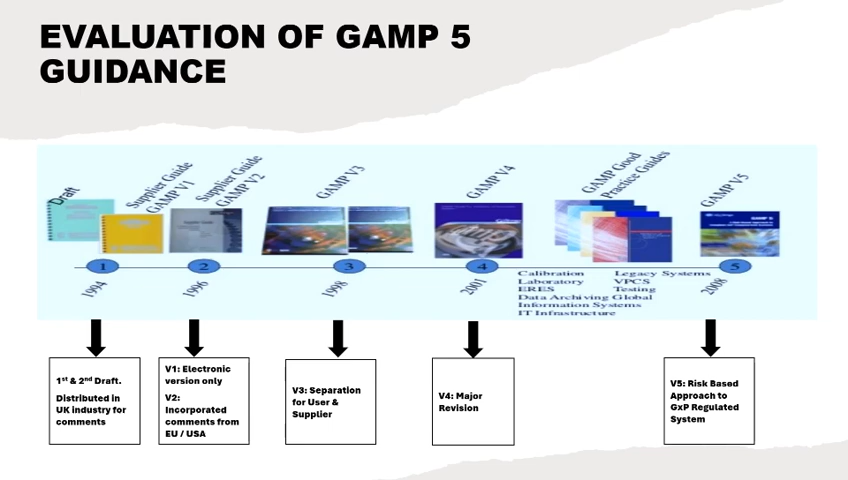 EVALUATION OF GAMP 5
GUIDANCE
Draft
Supplier Guide
GAMP V1
Supplier Guide
GAMP V2
GAMP V3
GAMP V4
GAMP Good
Practice Guides
GAMP V5
1
2
3
4
5
1994
1996
1998
2001
2008
Calibration
Laboratory
ERES
Data Archiving Global
Information Systems
IT Infrastructure
Legacy Systems
VPCS
Testing
1st & 2nd Draft.
Distributed in
UK industry for
comments
V1: Electronic
version only
V2:
Incorporated
comments from
EU / USA
V3: Separation
for User &
Supplier
V4: Major
Revision
V5: Risk Based
Approach to
GxP Regulated
System